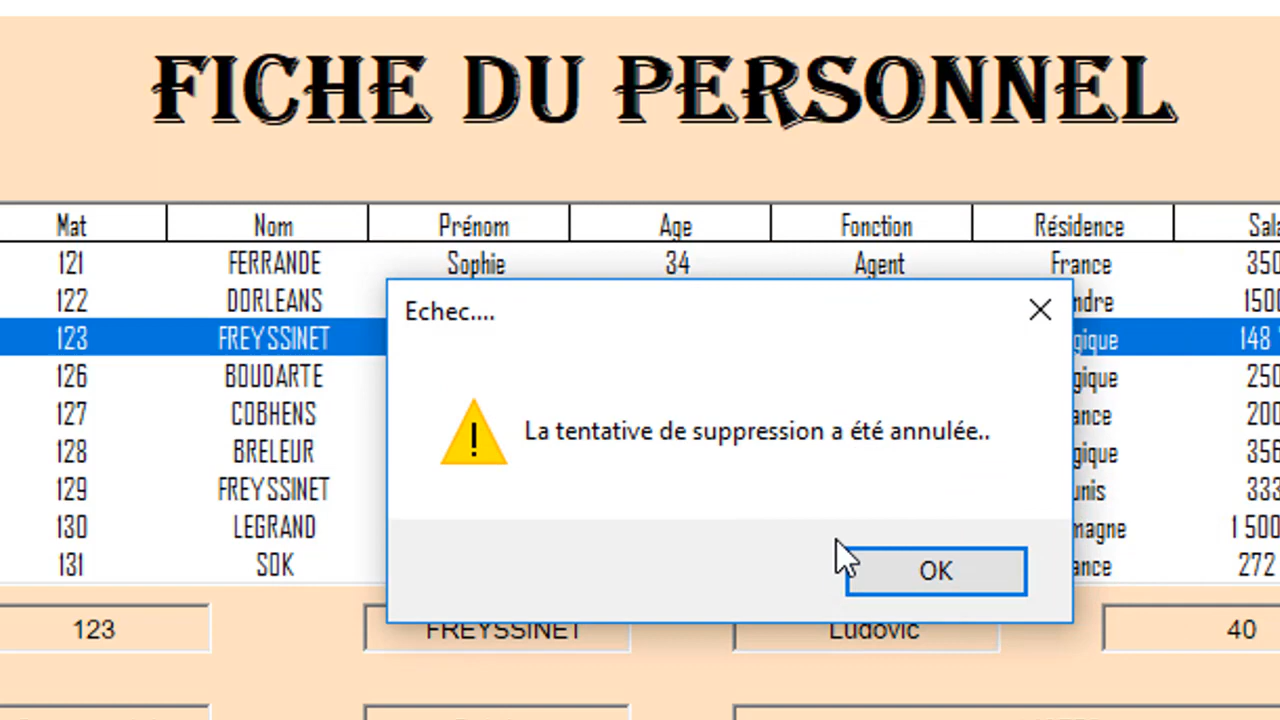 FICHE DU PERSONNEL
Mat Nom Prénom Age Fonction Résidence
121 FERRANDE Sophie 34 Agent France
122 DORLEANS
123 FREYSSINET
126 BOUDARTE
127 COBHENS
128 BRELEUR
129 FREYSSINET
130 LEGRAND
131 SOK
Echec....
La tentative de suppression a été annulée..
OK
123 FREYSSINET Ludovic 40